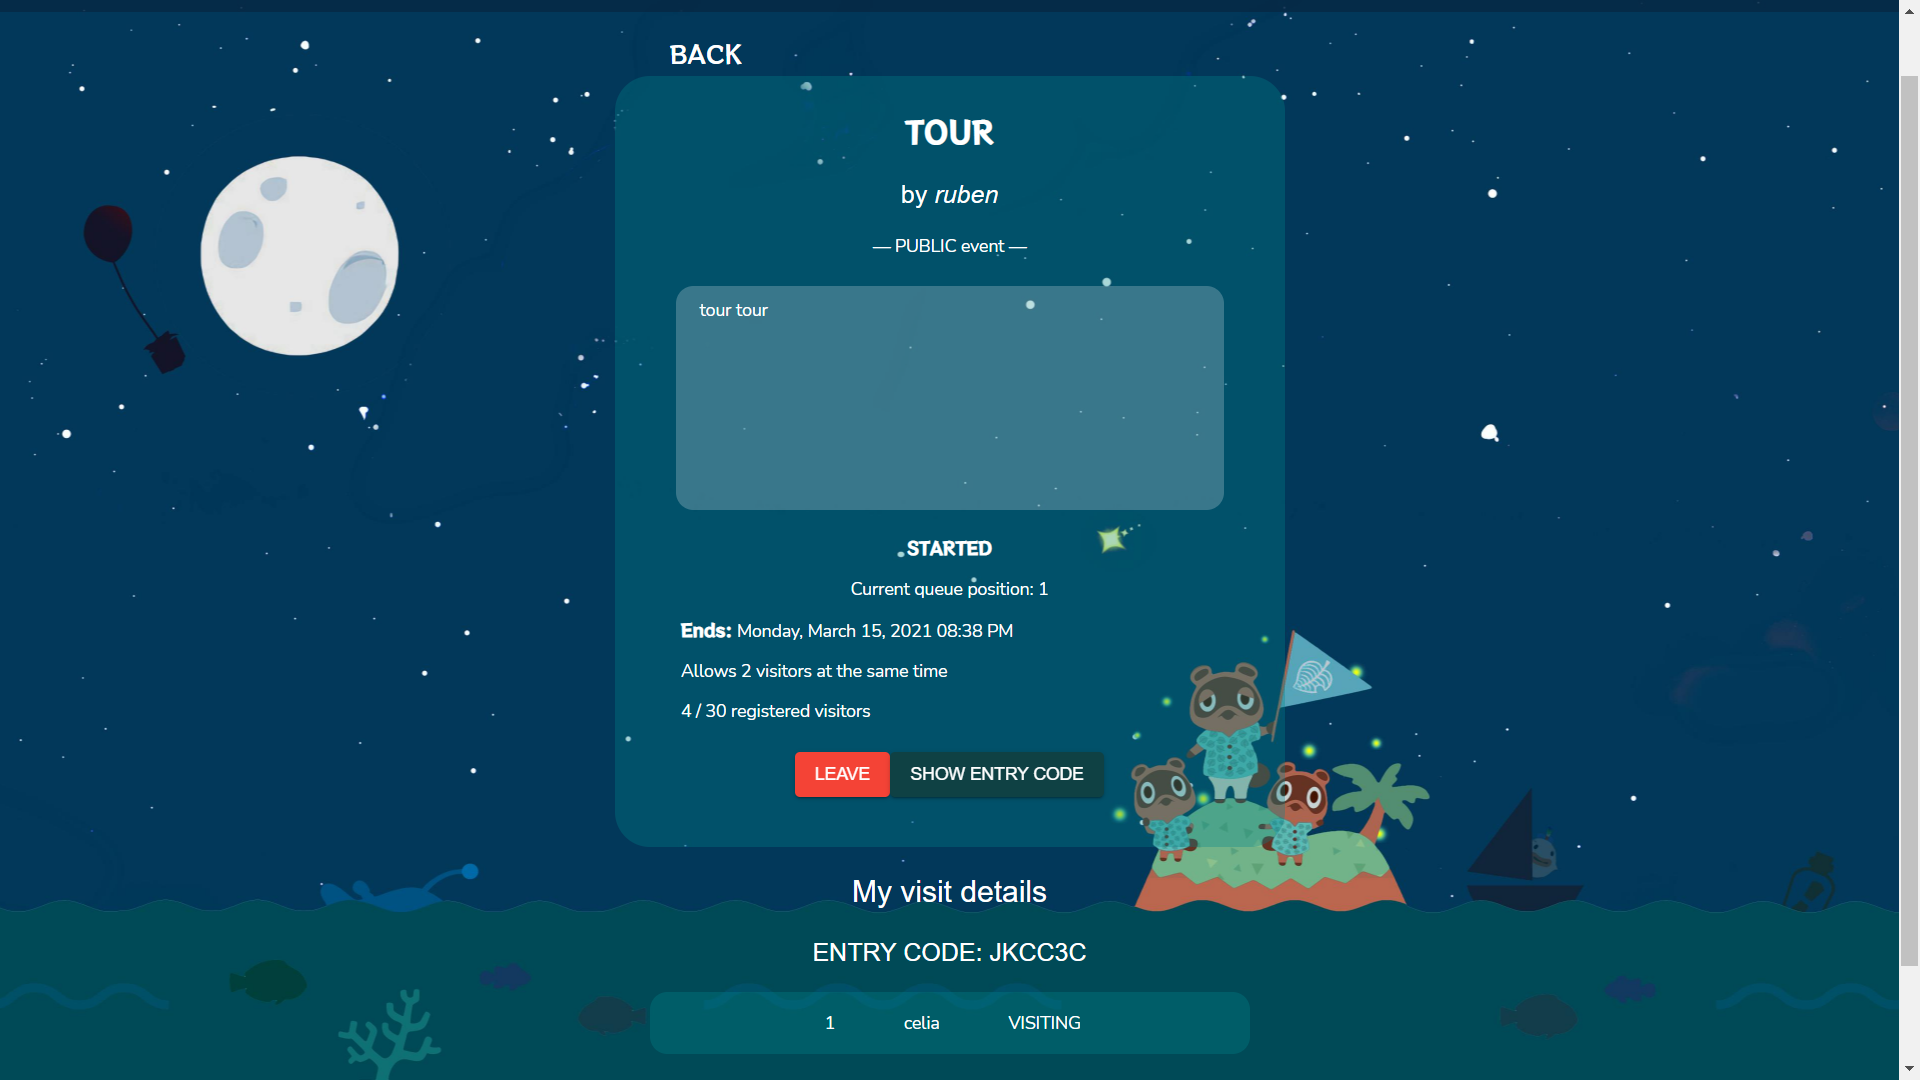 BACK
TOUR
by ruben
— PUBLIC event —
tour tour
STARTED
Current queue position: 1
Ends: Monday, March 15, 2021 08:38 PM
Allows 2 visitors at the same time
4 / 30 registered visitors
LEAVE SHOW ENTRY CODE
My visit details
ENTRY CODE: JKCC3C
1 celia VISITING